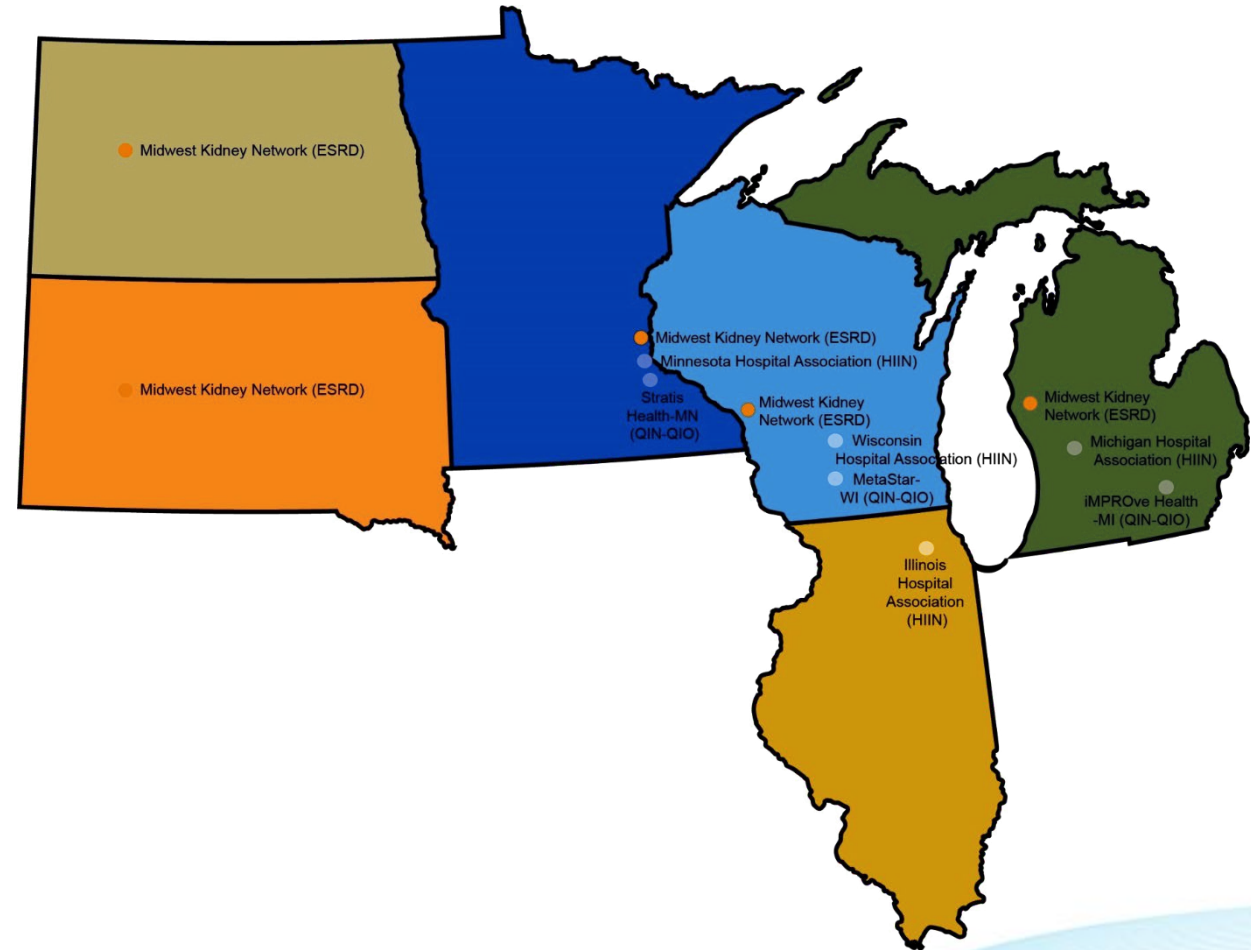 Midwest Kidney Network (ESRD)
Midwest Kidney Network (ESRD)
Midwest Kidney Network (ESRD)
Minnesota Hospital Association (HIIN)
Stratis
Health-MN
(QIN-QIO)
Midwest Kidney
Network (ESRD)
Wisconsin
Hospital Association (HIIN)
MetaStar-
WI (QIN-QIO)
Midwest Kidney
Network (ESRD)
Michigan Hospital
Association (HIIN)
iMPROve Health
-MI (QIN-QIO)
Illinois
Hospital
Association
(HIIN)